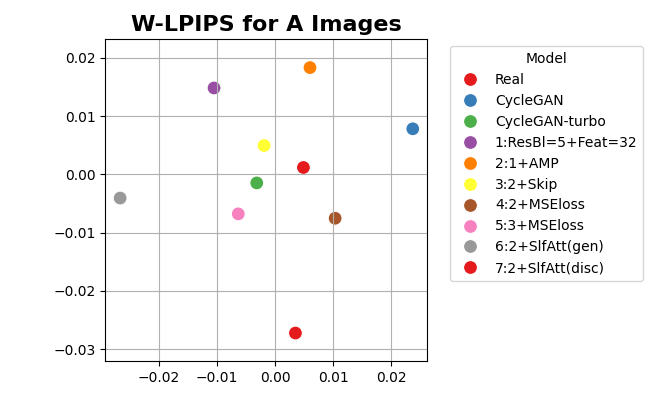 W-LPIPS for A Images
0.02
0.01
0.00
−0.01
−0.02
−0.03
−0.02
−0.01
0.00
0.01
0.02
Model
Real
CycleGAN
CycleGAN-turbo
1:ResBl=5+Feat=32
2:1+AMP
3:2+Skip
4:2+MSEloss
5:3+MSEloss
6:2+SlfAtt(gen)
7:2+SlfAtt(disc)